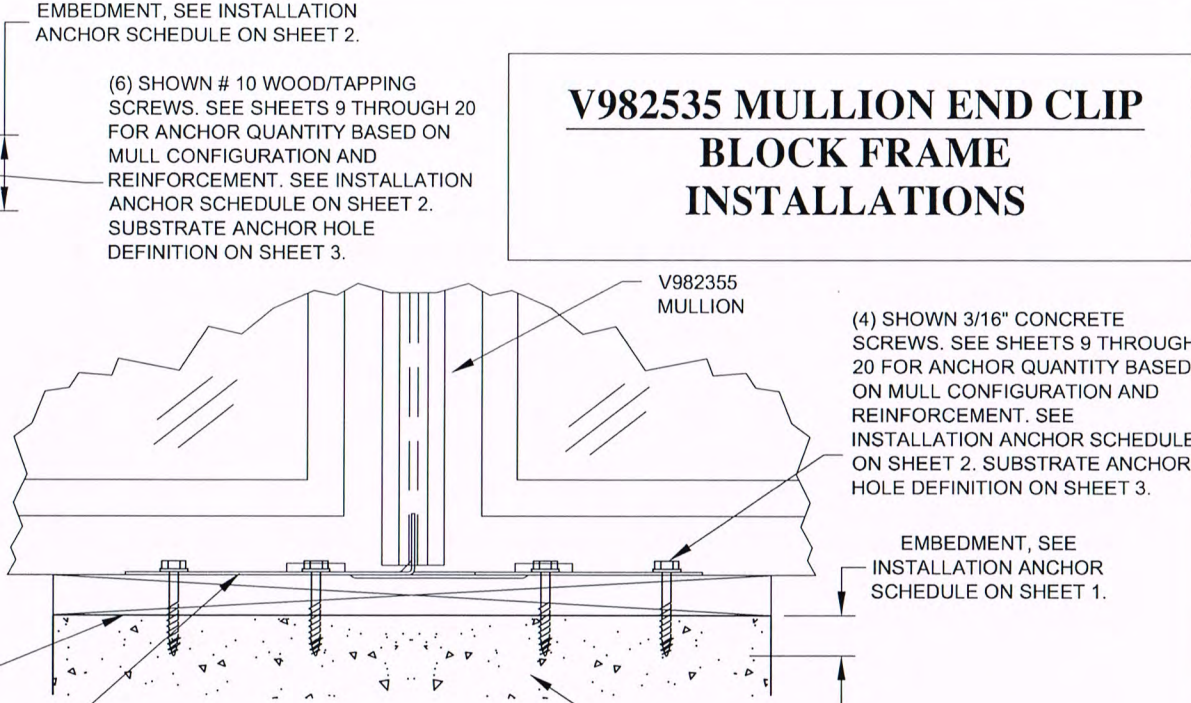 EMBEDMENT, SEE INSTALLATION
ANCHOR SCHEDULE ON SHEET 2.
(6) SHOWN # 10 WOOD/TAPPING
SCREWS. SEE SHEETS 9 THROUGH 20
FOR ANCHOR QUANTITY BASED ON
MULL CONFIGURATION AND
REINFORCEMENT. SEE INSTALLATION
ANCHOR SCHEDULE ON SHEET 2.
SUBSTRATE ANCHOR HOLE
DEFINITION ON SHEET 3.
V982535 MULLION END CLIP
BLOCK FRAME
INSTALLATIONS
V982355
MULLION
(4) SHOWN 3/16" CONCRETE
SCREWS. SEE SHEETS 9 THROUGH
20 FOR ANCHOR QUANTITY BASED
ON MULL CONFIGURATION AND
REINFORCEMENT. SEE
INSTALLATION ANCHOR SCHEDULE
ON SHEET 2. SUBSTRATE ANCHOR
HOLE DEFINITION ON SHEET 3.
EMBEDMENT, SEE
INSTALLATION ANCHOR
SCHEDULE ON SHEET 1.